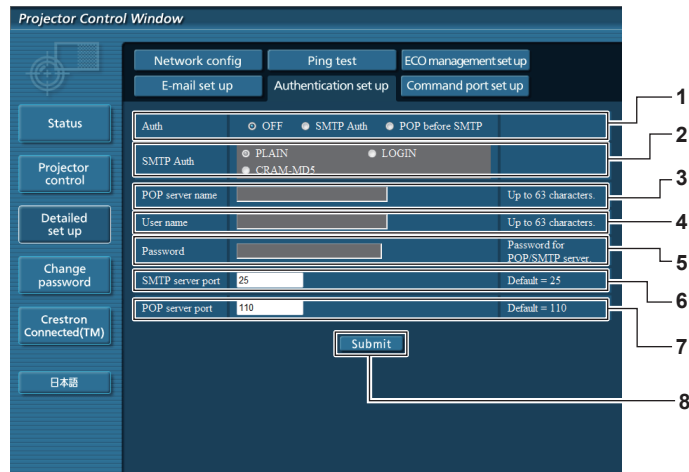 Projector Control Window
Network config
Ping test
ECO management set up
E-mail set up
Authentication set up
Command port set up
Status
Projector
control
Detailed
set up
Change
password
Crestron
Connected(TM)
日本語
Auth
OFF
SMTP Auth
POP before SMTP
1
SMTP Auth
PLAIN
LOGIN
CRAM-MD5
2
POP server name
Up to 63 characters.
3
User name
Up to 63 characters.
4
Password
Password for
POP/SMTP server.
5
SMTP server port
25
Default = 25
6
POP server port
110
Default = 110
7
Submit
8